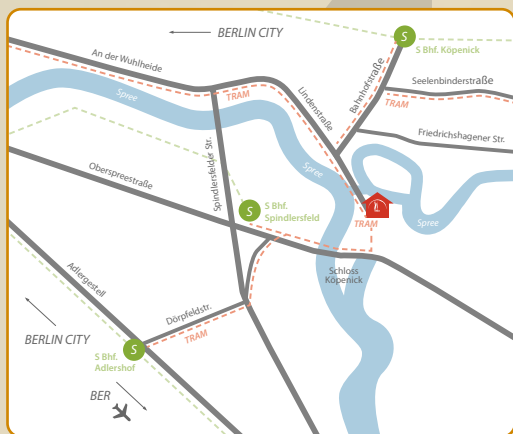 BERLIN CITY
S
S Bhf. Köpenick
An der Wuhlheide
Spree
TRAM
Lindenstraße
Bahnhofstraße
Seelenbinderstraße
TRAM
Friedrichshagener Str.
Spindlersfelder Str.
Oberspreestraße
Spree
S
S Bhf.
Spindlersfeld
TRAM
Spree
Schloss
Köpenick
Adlergestell
Dörpfeldstr.
TRAM
BERLIN CITY
S Bhf.
Adlershof
S
BER